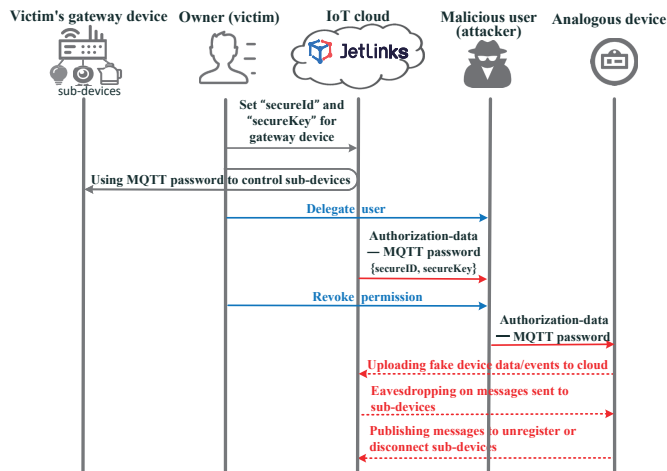 Victim's gateway device
Owner (victim)
IoT cloud
Malicious user
(attacker)
Analogous device
JetLinks
sub-devices
Set “secureId” and
“secureKey” for
gateway device
Using MQTT password to control sub-devices
Delegate user
Authorization-data
— MQTT password
{secureID, secureKey}
Revoke permission
Authorization-data
— MQTT password
Uploading fake device data/events to cloud
Eavesdropping on messages sent to
sub-devices
Publishing messages to unregister or
disconnect sub-devices